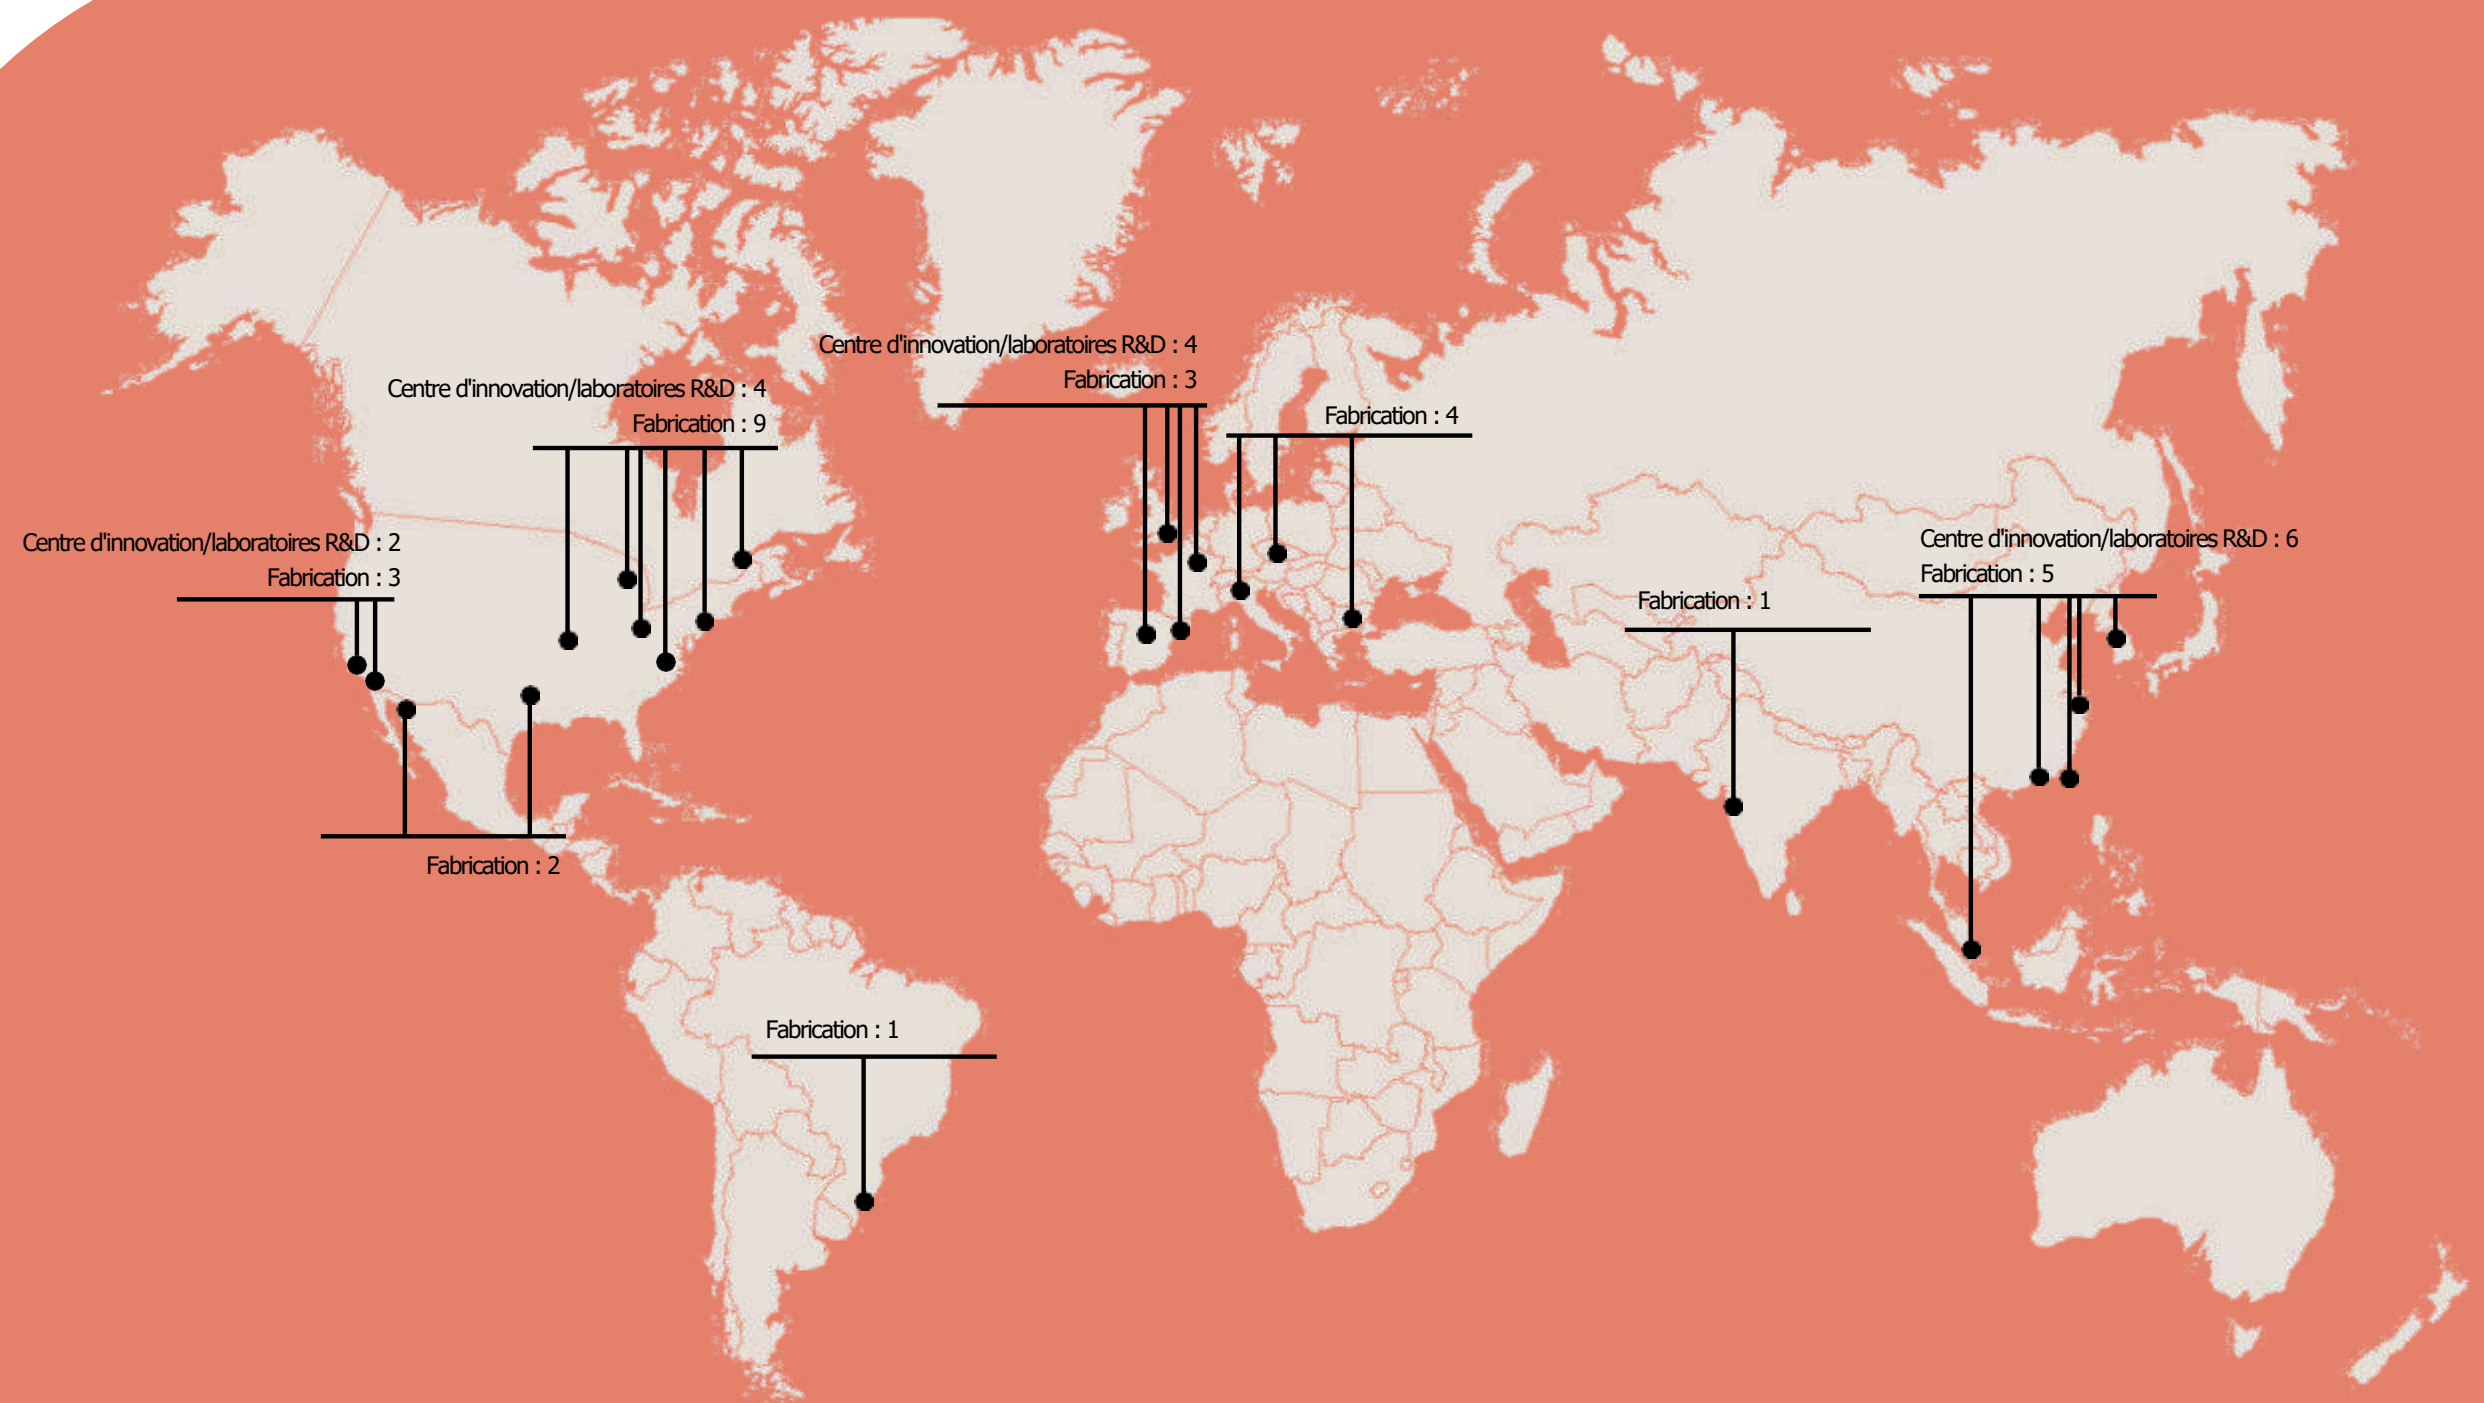 Centre d'innovation/laboratoires R&D : 4
Fabrication : 3
Centre d'innovation/laboratoires R&D : 4
Fabrication : 9
Fabrication : 4
Centre d'innovation/laboratoires R&D : 2
Fabrication : 3
Centre d'innovation/laboratoires R&D : 6
Fabrication : 5
Fabrication : 1
Fabrication : 2
Fabrication : 1